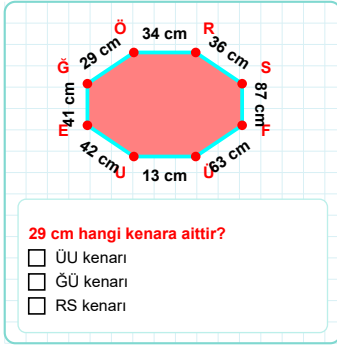 Ö
34 cm
R
29 cm
36 cm
Ğ
S
41 cm
87 cm
E
F
42 cm
U
13 cm
Ü
63 cm
29 cm hangi kenara aittir?
ÜU kenarı
ĞÜ kenarı
RS kenarı